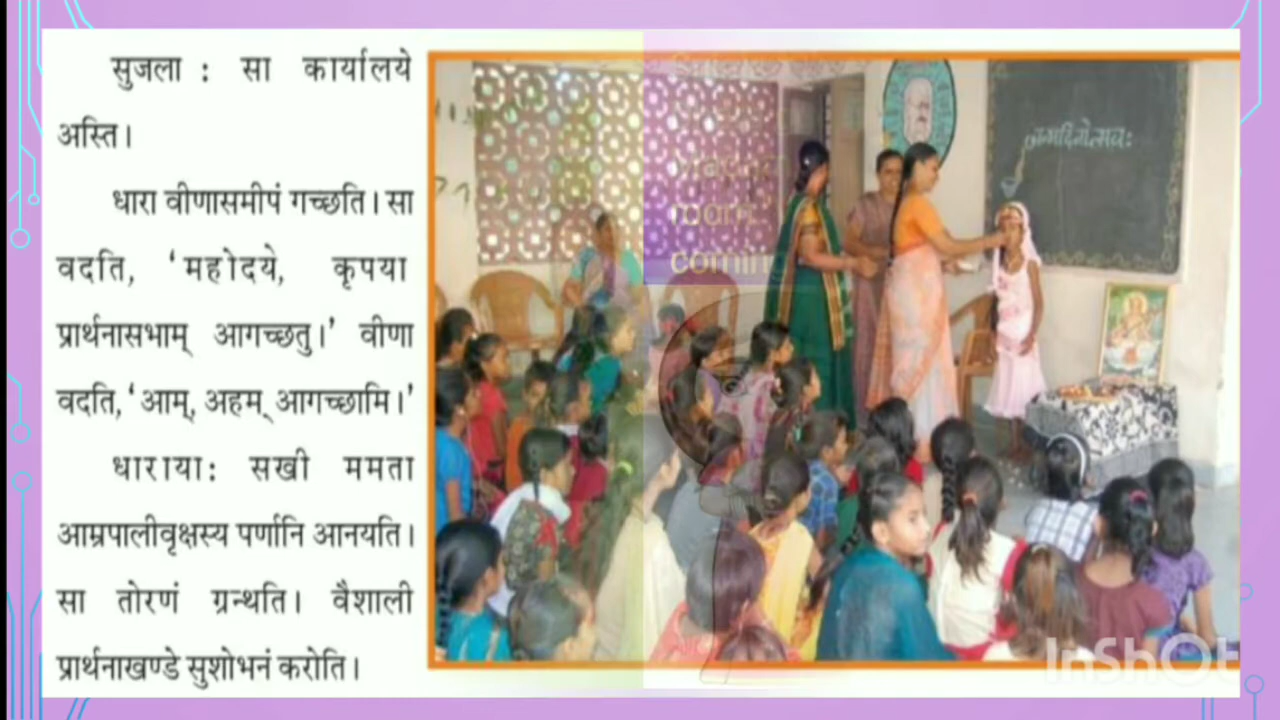 सुजला : सा कार्यालये
अस्ति।
धारा वीणासमीपं गच्छति। सा
वदति, ‘महोदये, कृपया
प्रार्थनासभाम् आगच्छतु।’ वीणा
वदति, ‘आम्, अहम् आगच्छामि।’
धारायाः सखी ममता
आम्रपालीवृक्षस्य पर्णानि आनयति।
सा तोरणं ग्रन्थति। वैशाली
प्रार्थनाखण्डे सुशोभनं करोति।
जन्मदिनोत्सवः
coming
InShOt